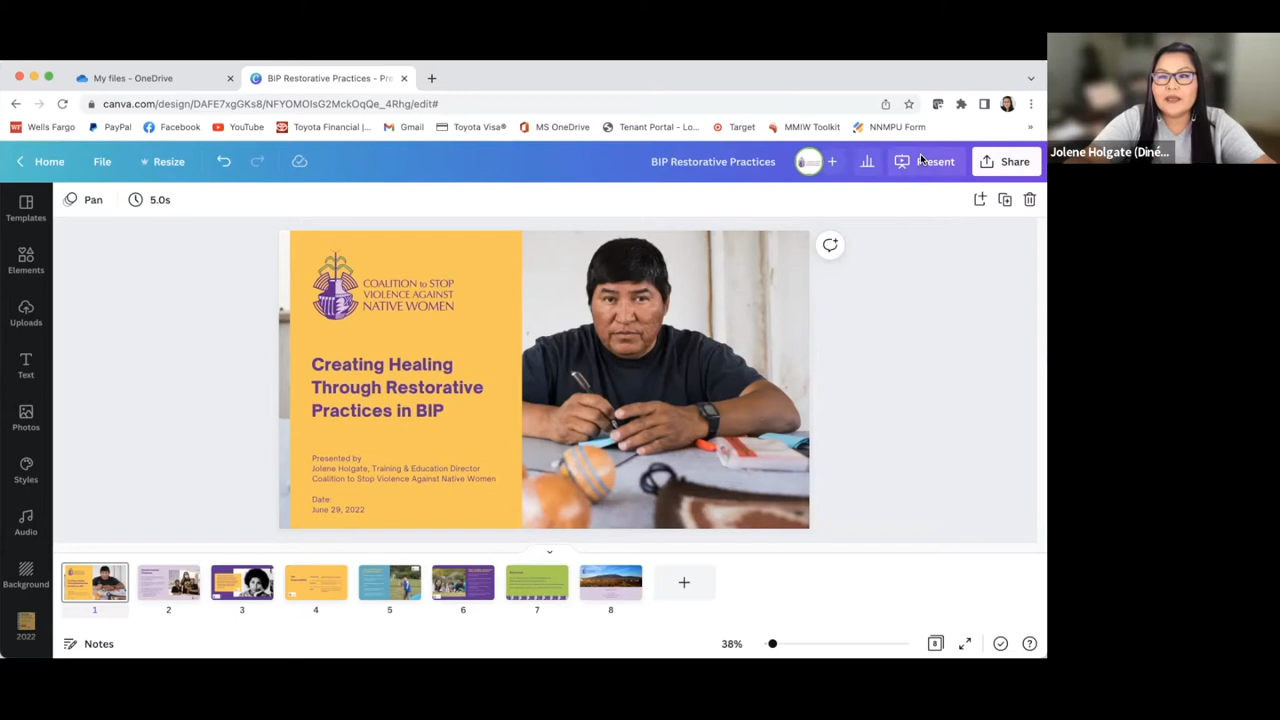 My files - OneDrive
BIP Restorative Practices - Pre
canva.com/design/DAFE7xgGKs8/NFYOMOIsG2MckOqQe_4Rhg/edit#
Wells Fargo
PayPal
Facebook
YouTube
Toyota Financial |...
Gmail
Toyota Visa®
MS OneDrive
Tenant Portal - Lo...
Target
MMIW Toolkit
NNMPU Form
Home
File
Resize
BIP Restorative Practices
Present
Share
Jolene Holgate (Diné...
Templates
Elements
Uploads
Text
Photos
Styles
Audio
Background
2022
Pan
5.0s
COALITION to STOP
VIOLENCE AGAINST
NATIVE WOMEN
Creating Healing
Through Restorative
Practices in BIP
Presented by
Jolene Holgate, Training & Education Director
Coalition to Stop Violence Against Native Women
Date:
June 29, 2022
1
2
3
4
5
6
7
8
Notes
38%
8